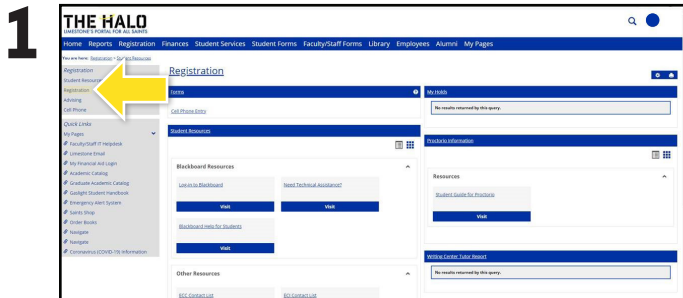 1
THE HALO
LIMESTONE'S PORTAL FOR ALL SAINTS
Home Reports Registration Finances Student Services Student Forms Faculty/Staff Forms Library Employees Alumni My Pages
You are here: Registration > Student Resources
Registration
Student Resources
Registration
Advising
Cell Phone
Quick Links
My Pages
Faculty/Staff IT Helpdesk
Limestone Email
My Financial Aid Login
Academic Catalog
Graduate Academic Catalog
Gaslight Student Handbook
Emergency Alert System
Saints Shop
Order Books
Navigate
Navigate
Coronavirus (COVID-19) Information
Registration
Forms
Cell Phone Entry
Student Resources
Blackboard Resources
Log in to Blackboard
Need Technical Assistance?
Visit
Visit
Blackboard Help for Students
Visit
Other Resources
ECC Contact List
ECI Contact List
My Holds
No results returned by this query.
Proctorio Information
Resources
Student Guide for Proctorio
Visit
Writing Center Tutor Report
No results returned by this query.